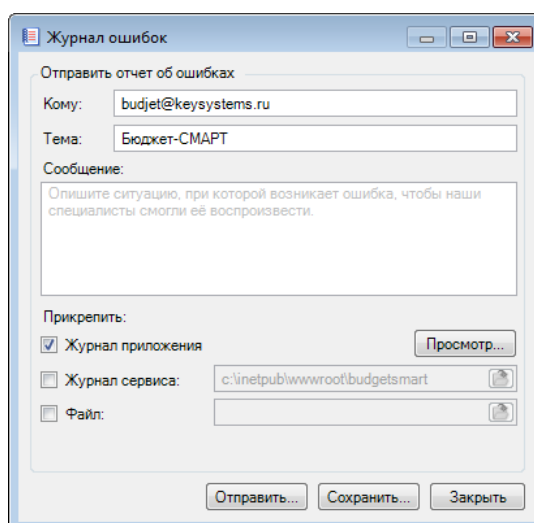 Журнал ошибок
Отправить отчет об ошибках
Кому: budjet@keysystems.ru
Тема: Бюджет-СМАРТ
Сообщение:
Опишите ситуацию, при которой возникает ошибка, чтобы наши
специалисты смогли её воспроизвести.
Прикрепить:
Журнал приложения Просмотр...
Журнал сервиса: c:\inetpub\wwwroot\budgetsmart
Файл:
Отправить... Сохранить... Закрыть